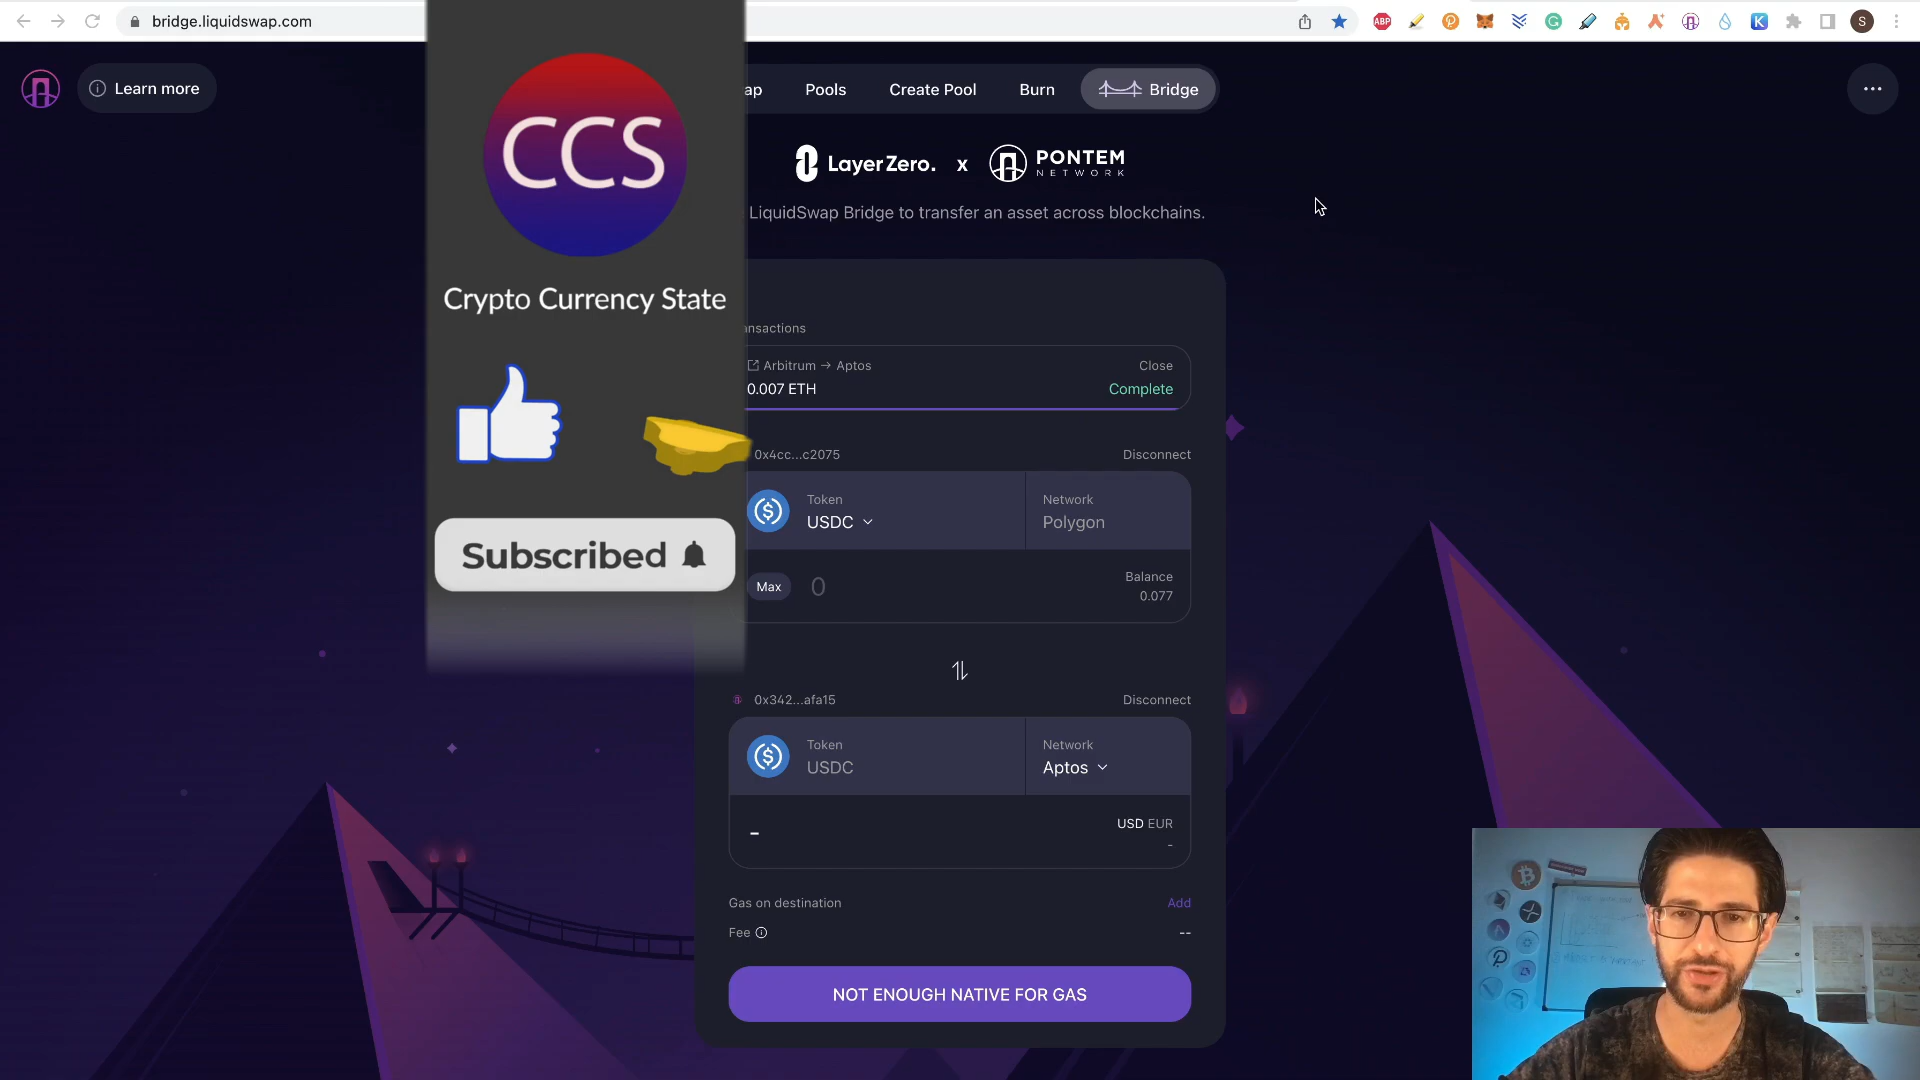 bridge.liquidswap.com
ABP
S
Learn more
ap
Pools
Create Pool
Burn
Bridge
CCS
LayerZero. x PONTEM
NETWORK
LiquidSwap Bridge to transfer an asset across blockchains.
Crypto Currency State
ansactions
Arbitrum → Aptos
Close
0.007 ETH
Complete
0x4cc...c2075
Disconnect
Token
Network
USDC
Polygon
Subscribed
Max
0
Balance
0.077
0x342...afa15
Disconnect
Token
Network
USDC
Aptos
-
USD EUR
-
Gas on destination
Add
Fee
--
NOT ENOUGH NATIVE FOR GAS